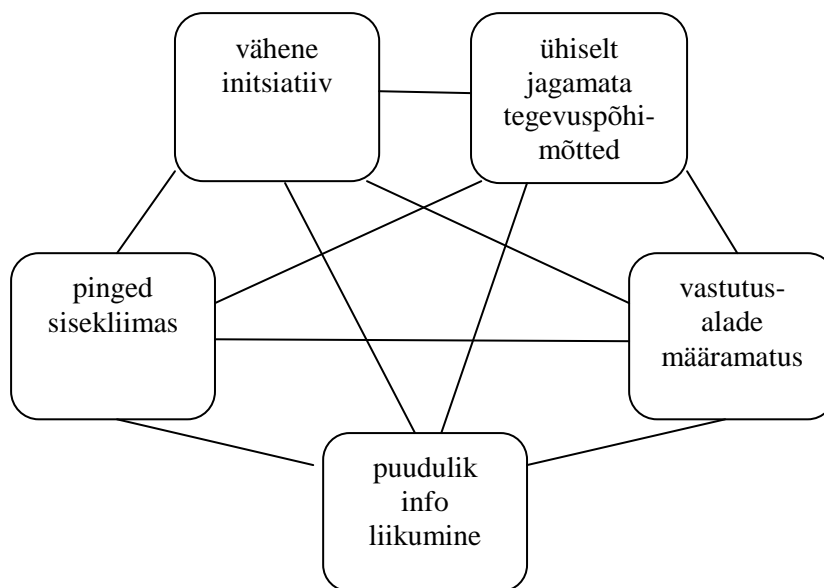 vähene
initsiatiiv
ühiselt
jagamata
tegevuspõhi-
mõtted
pinged
sisekliimas
vastutus-
alade
määramatus
puudulik
info
liikumine